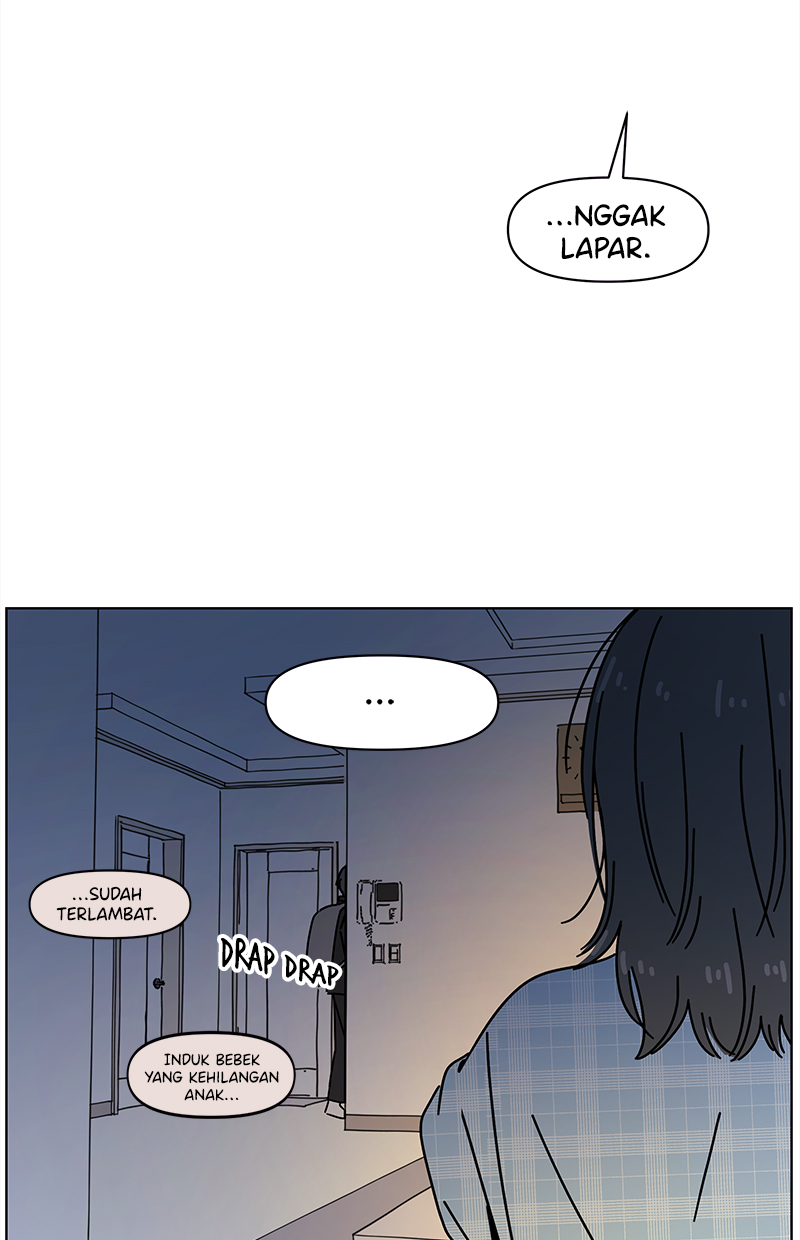 ...NGGAK
LAPAR.
...
...SUDAH
TERLAMBAT.
DRAP DRAP
INDUK BEBEK
YANG KEHILANGAN
ANAK...